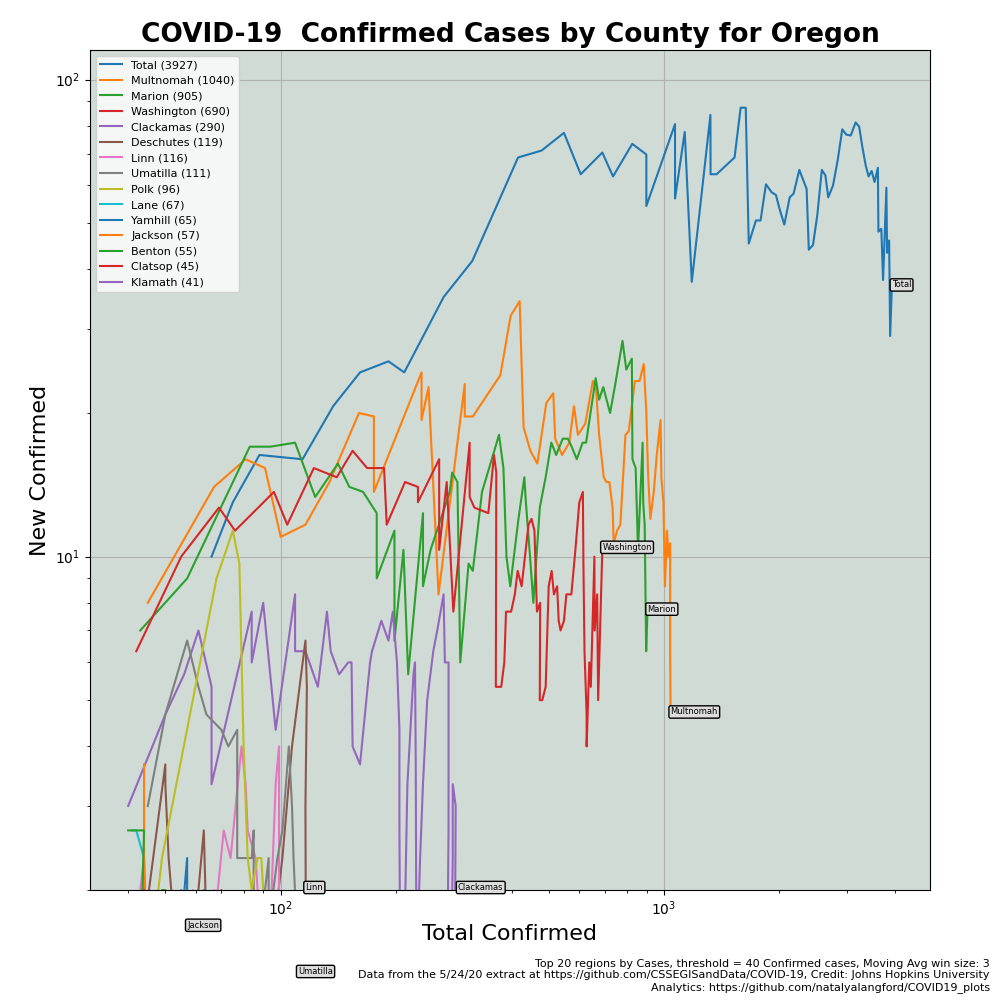 COVID-19  Confirmed Cases by County for Oregon
Total (3927)
Multnomah (1040)
Marion (905)
Washington (690)
Clackamas (290)
Deschutes (119)
Linn (116)
Umatilla (111)
Polk (96)
Lane (67)
Yamhill (65)
Jackson (57)
Benton (55)
Clatsop (45)
Klamath (41)
10²
10¹
New Confirmed
Total
Washington
Marion
Multnomah
Linn
Clackamas
10²
10³
Jackson
Total Confirmed
Umatilla
Top 20 regions by Cases, threshold = 40 Confirmed cases, Moving Avg win size: 3
Data from the 5/24/20 extract at https://github.com/CSSEGISandData/COVID-19, Credit: Johns Hopkins University
Analytics: https://github.com/natalyalangford/COVID19_plots